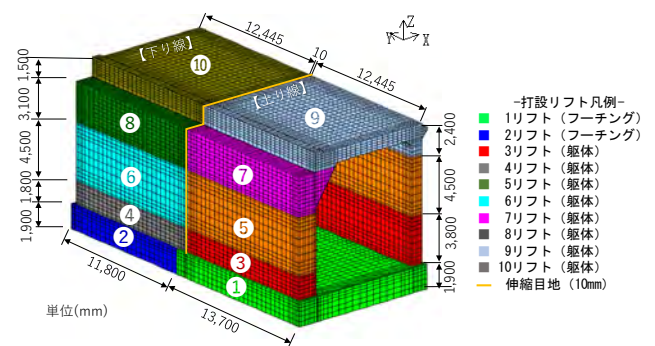 12,445
10
12,445
【下り線】
【上り線】
Z
Y
X
1,500
3,100
4,500
1,800
1,900
⑩
⑨
⑧
⑦
⑥
⑤
④
③
②
①
2,400
4,500
3,800
1,900
11,800
13,700
単位(mm)
-打設リフト凡例-
1リフト（フーチング）
2リフト（フーチング）
3リフト（躯体）
4リフト（躯体）
5リフト（躯体）
6リフト（躯体）
7リフト（躯体）
8リフト（躯体）
9リフト（躯体）
10リフト（躯体）
伸縮目地（10mm）